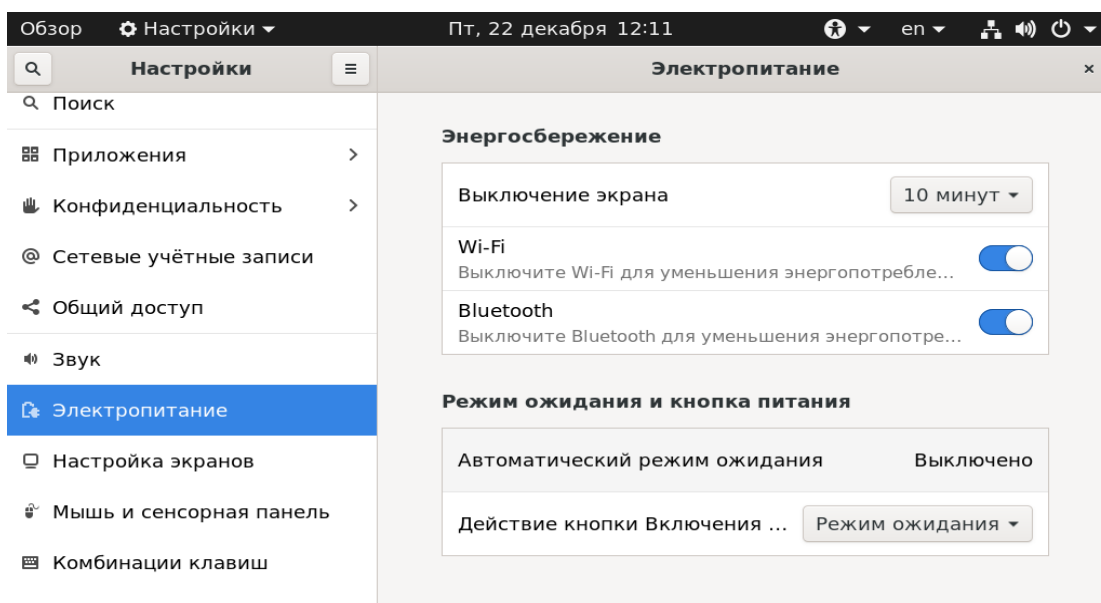 Обзор Настройки Пт, 22 декабря 12:11 en
Настройки Электропитание
Поиск
Приложения
Конфиденциальность
Сетевые учётные записи
Общий доступ
Звук
Электропитание
Настройка экранов
Мышь и сенсорная панель
Комбинации клавиш
Энергосбережение
Выключение экрана 10 минут
Wi-Fi
Выключите Wi-Fi для уменьшения энергопотребле...
Bluetooth
Выключите Bluetooth для уменьшения энергопотре...
Режим ожидания и кнопка питания
Автоматический режим ожидания Выключено
Действие кнопки Включения ... Режим ожидания